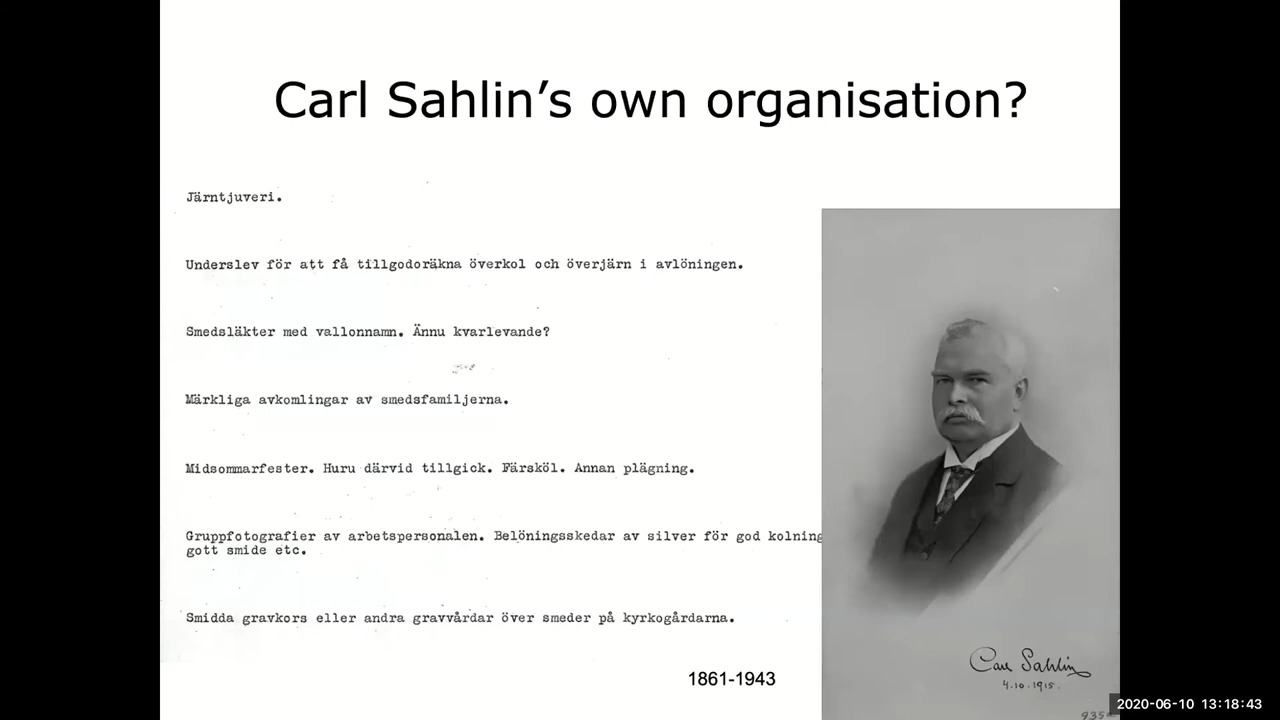 Carl Sahlin’s own organisation?
Järntjuveri.
Underslev för att få tillgodoräkna överkol och överjärn i avlöningen.
Smedsläkter med vallonnamn. Ännu kvarlevande?
Märkliga avkomlingar av smedsfamiljerna.
Midsommarfester. Huru därvid tillgick. Färsköl. Annan plägning.
Gruppfotografier av arbetspersonalen. Belöningsskedar av silver för god kolning
gott smide etc.
Smidda gravkors eller andra gravvårdar över smeder på kyrkogårdarna.
1861-1943
Carl Sahlin
4.10.1915.
2020-06-10 13:18:43